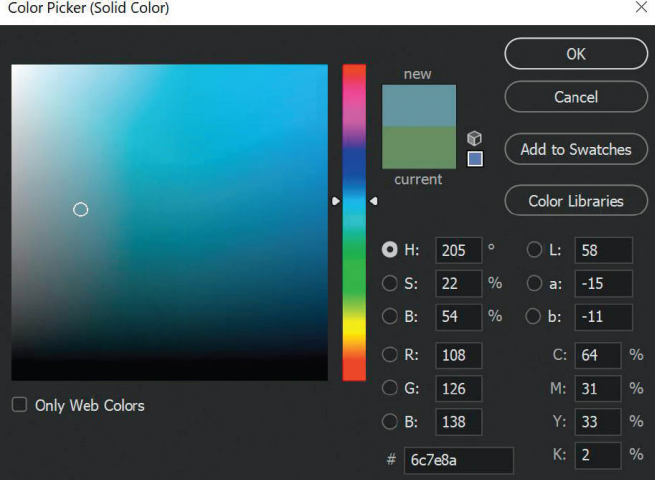 Color Picker (Solid Color)
new
current
OK
Cancel
Add to Swatches
Color Libraries
H: 205 °
S: 22 %
B: 54 %
R: 108
G: 126
B: 138
# 6c7e8a
L: 58
a: -15
b: -11
C: 64 %
M: 31 %
Y: 33 %
K: 2 %
Only Web Colors